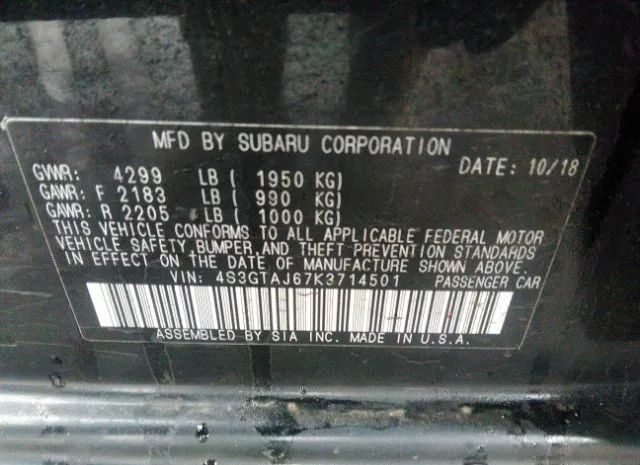 MFD BY SUBARU CORPORATION
DATE: 10/18
GVWR: 4299 LB ( 1950 KG)
GAWR: F 2183 LB ( 990 KG)
GAWR: R 2205 LB ( 1000 KG)
THIS VEHICLE CONFORMS TO ALL APPLICABLE FEDERAL MOTOR
VEHICLE SAFETY, BUMPER, AND THEFT PREVENTION STANDARDS
IN EFFECT ON THE DATE OF MANUFACTURE SHOWN ABOVE.
VIN: 4S3GTAJ67K3714501 PASSENGER CAR
ASSEMBLED BY SIA INC. MADE IN U.S.A.